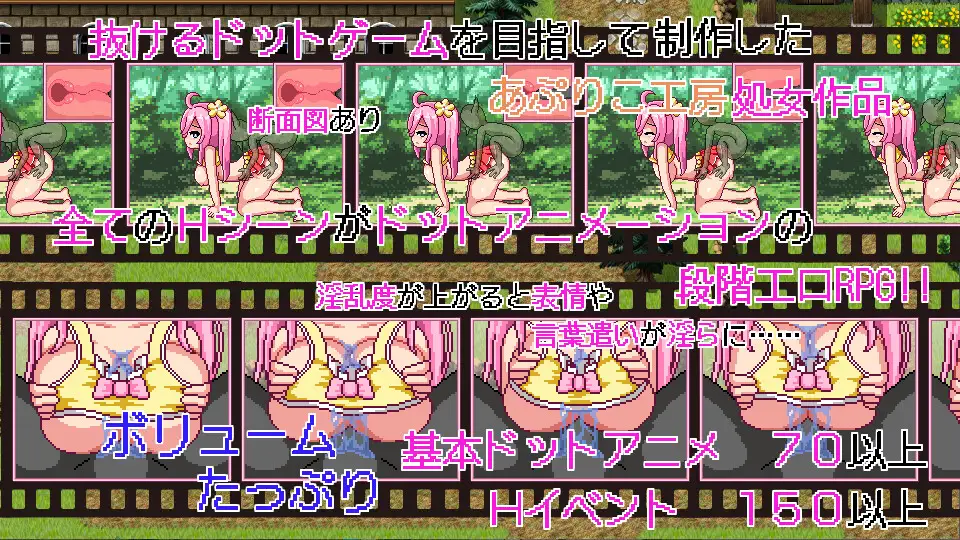 抜けるドットゲームを目指して制作した
あぷりこ工房処女作品
断面図あり
全てのHシーンがドットアニメーションの
段階エロRPG!!
淫乱度が上がると表情や
言葉遣いが淫らに……
ボリューム
たっぷり
基本ドットアニメ　７０以上
Hイベント　１５０以上